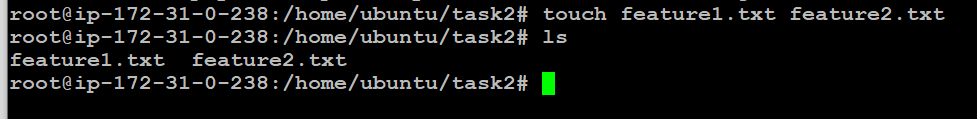 root@ip-172-31-0-238:/home/ubuntu/task2# touch feature1.txt feature2.txt
root@ip-172-31-0-238:/home/ubuntu/task2# ls
feature1.txt  feature2.txt
root@ip-172-31-0-238:/home/ubuntu/task2#